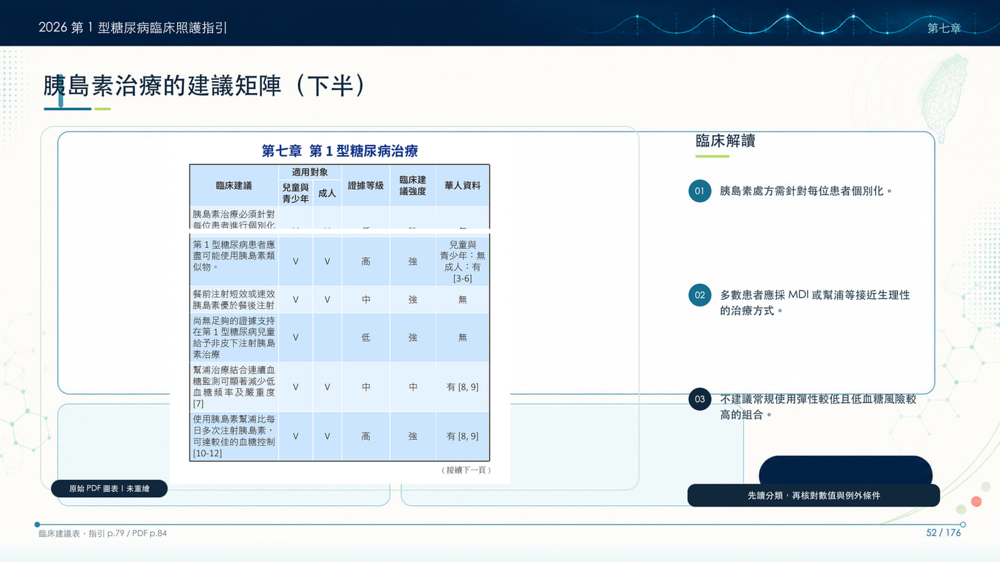 2026 第 1 型糖尿病臨床照護指引
第七章
胰島素治療的建議矩陣（下半）
第七章 第 1 型糖尿病治療
臨床建議
適用對象
兒童與
青少年
成人
證據等級
臨床建
議強度
華人資料
胰島素治療必須針對
每位患者進行個別化
第 1 型糖尿病患者應
盡可能使用胰島素類
似物。
V
V
高
強
兒童與
青少年：無
成人：有
[3-6]
餐前注射短效或速效
胰島素優於餐後注射
V
V
中
強
無
尚無足夠的證據支持
在第 1 型糖尿病兒童
給予非皮下注射胰島
素治療
V
低
強
無
幫浦治療結合連續血
糖監測可顯著減少低
血糖頻率及嚴重度
[7]
V
V
中
中
有 [8, 9]
使用胰島素幫浦比每
日多次注射胰島素，
可達較佳的血糖控制
[10-12]
V
V
高
強
有 [8, 9]
（接續下一頁）
原始 PDF 圖表｜未重繪
臨床解讀
01 胰島素處方需針對每位患者個別化。
02 多數患者應採 MDI 或幫浦等接近生理性
的治療方式。
03 不建議常規使用彈性較低且低血糖風險較
高的組合。
先讀分類，再核對數值與例外條件
臨床建議表，指引 p.79 / PDF p.84
52 / 176